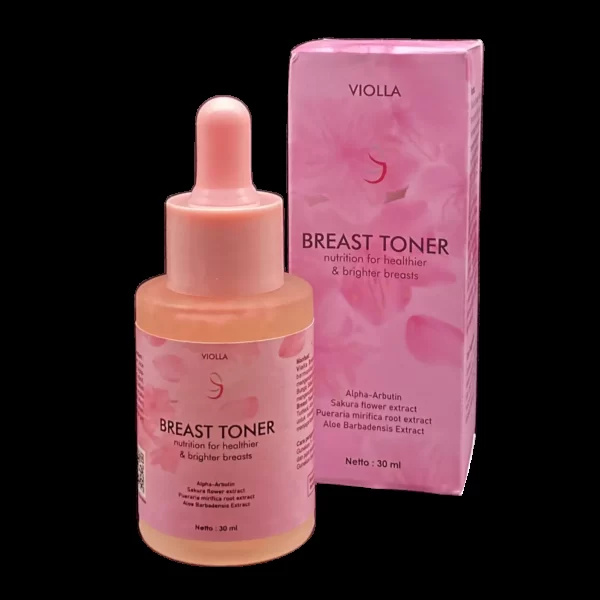 VIOLLA
BREAST TONER
nutrition for healthier
& brighter breasts
Alpha-Arbutin
Sakura flower extract
Pueraria mirifica root extract
Aloe Barbadensis Extract
Netto : 30 ml
VIOLLA
BREAST TONER
nutrition for healthier
& brighter breasts
Alpha-Arbutin
Sakura flower extract
Pueraria mirifica root extract
Aloe Barbadensis Extract
Netto : 30 ml